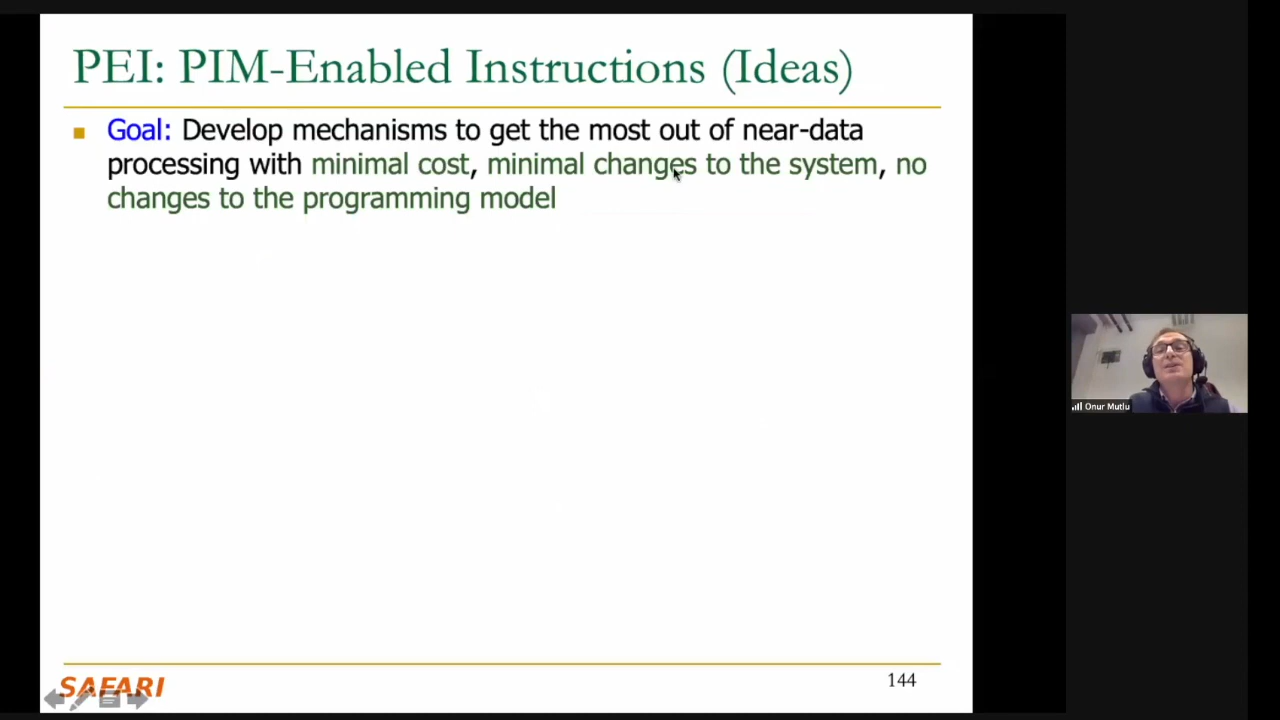 PEI: PIM-Enabled Instructions (Ideas)
Goal: Develop mechanisms to get the most out of near-data
processing with minimal cost, minimal changes to the system, no
changes to the programming model
SAFARI
144
Onur Mutlu